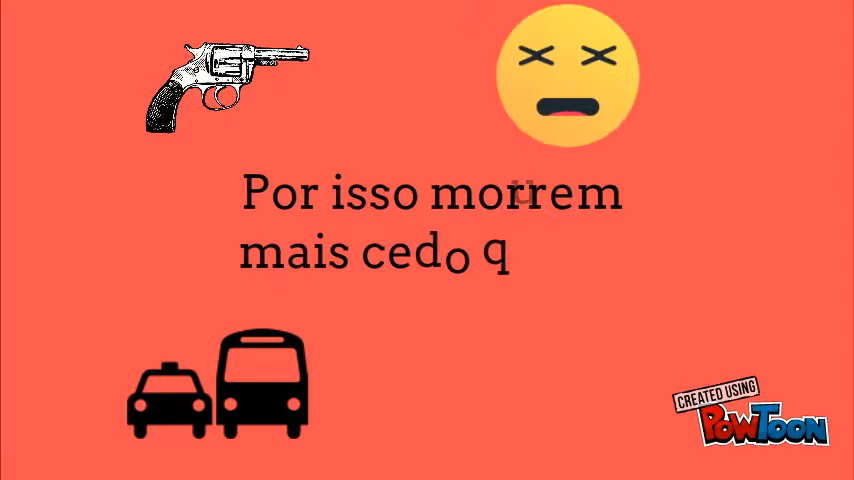 Por isso morrem
mais cedo q
CREATED USING
POWTOON